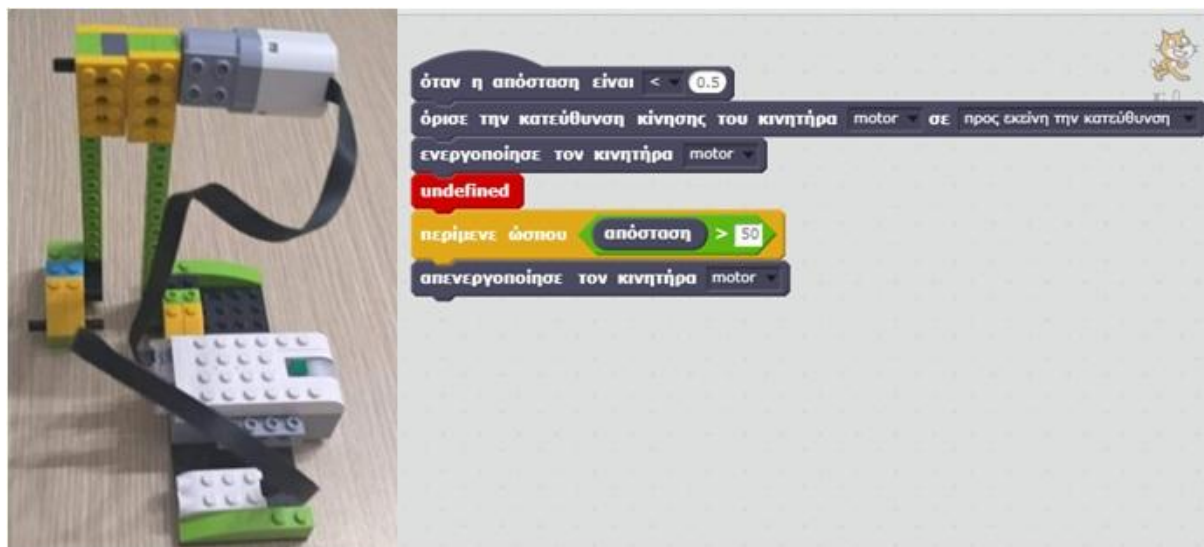 όταν η απόσταση είναι < 0.5
όρισε την κατεύθυνση κίνησης του κινητήρα motor σε προς εκείνη την κατεύθυνση
ενεργοποίησε τον κινητήρα motor
undefined
περίμενε ώσπου απόσταση > 50
απενεργοποίησε τον κινητήρα motor